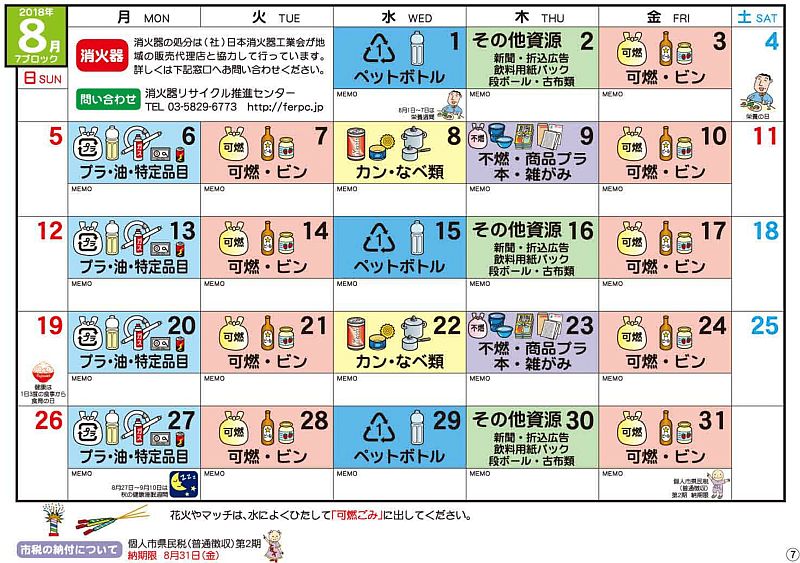 2018年
8月
7ブロック
月 MON
火 TUE
水 WED
木 THU
金 FRI
土 SAT
日 SUN
消火器
消火器の処分は(社)日本消火器工業会が地
域の販売代理店と協力して行っています。
詳しくは下記窓口へお問い合わせください。
問い合わせ
消火器リサイクル推進センター
TEL 03-5829-6773 http://ferpc.jp
1
1
ペットボトル
MEMO
8月1日~7日は
栄養週間
その他資源 2
新聞・折込広告
飲料用紙パック
段ボール・古布類
MEMO
可燃
3
可燃・ビン
MEMO
4
栄養の日
5
プラ
6
プラ・油・特定品目
MEMO
可燃
7
可燃・ビン
MEMO
8
カン・なべ類
MEMO
不燃
9
不燃・商品プラ
本・雑がみ
MEMO
可燃
10
可燃・ビン
MEMO
11
12
プラ
13
プラ・油・特定品目
MEMO
可燃
14
可燃・ビン
MEMO
1
15
ペットボトル
MEMO
その他資源 16
新聞・折込広告
飲料用紙パック
段ボール・古布類
MEMO
可燃
17
可燃・ビン
MEMO
18
19
健康は
1日3度の食事から
食育の日
プラ
20
プラ・油・特定品目
MEMO
可燃
21
可燃・ビン
MEMO
22
カン・なべ類
MEMO
不燃
23
不燃・商品プラ
本・雑がみ
MEMO
可燃
24
可燃・ビン
MEMO
25
26
プラ
27
プラ・油・特定品目
MEMO
8月27日~9月10日は
秋の健康睡眠週間
可燃
28
可燃・ビン
MEMO
1
29
ペットボトル
MEMO
その他資源 30
新聞・折込広告
飲料用紙パック
段ボール・古布類
MEMO
可燃
31
可燃・ビン
MEMO
個人市県民税
(普通徴収)
第2期 納期限
花火やマッチは、水によくひたして「可燃ごみ」に出してください。
市税の納付について
個人市県民税(普通徴収)第2期
納期限 8月31日(金)
⑦